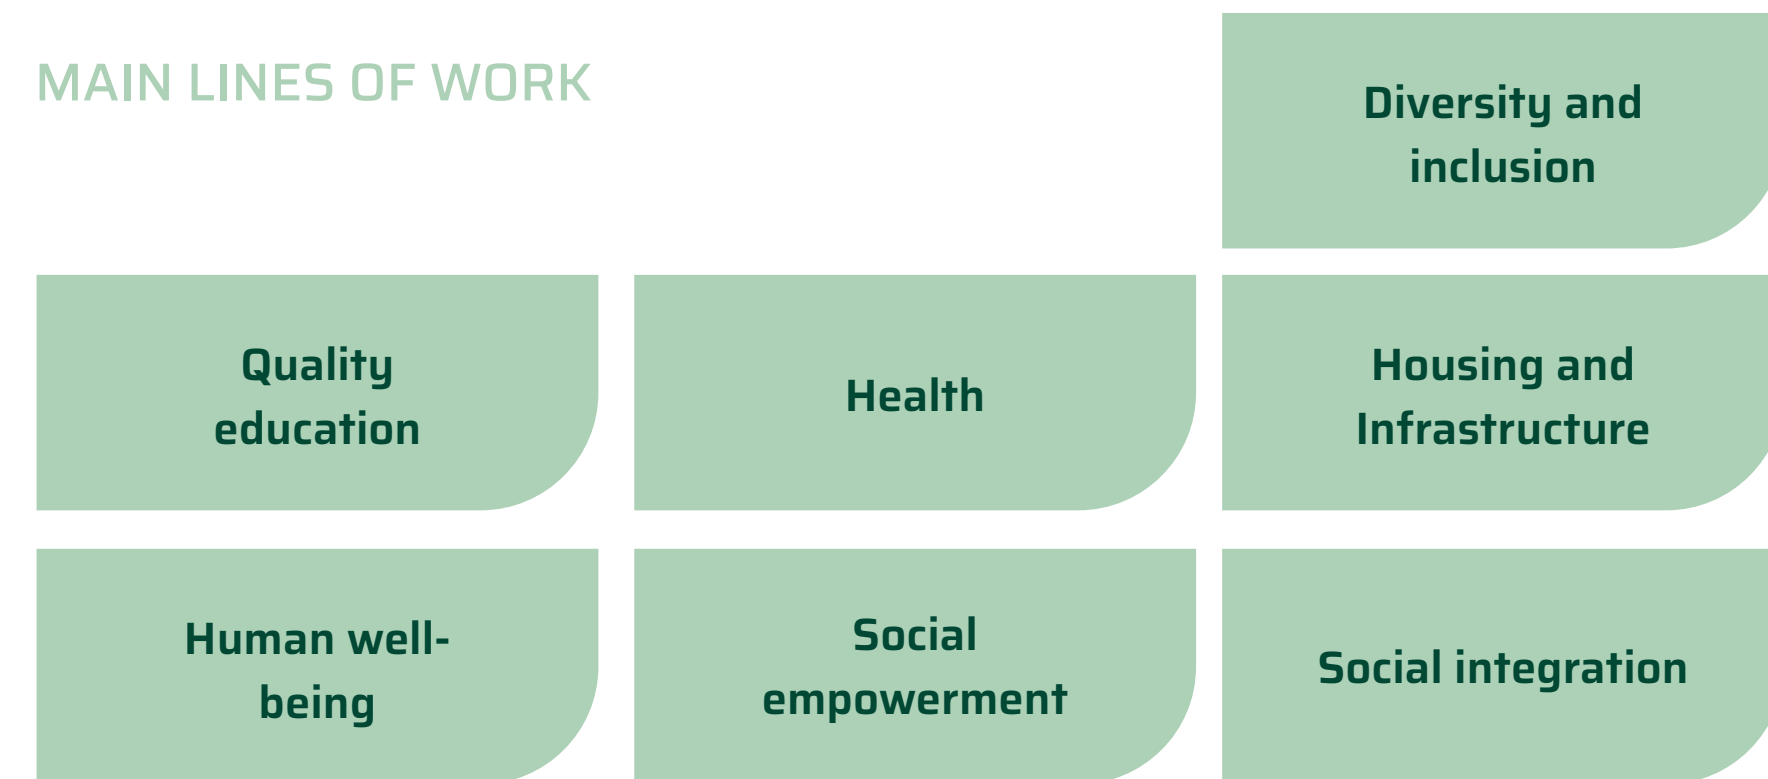 MAIN LINES OF WORK
Diversity and
inclusion
Quality
education
Health
Housing and
Infrastructure
Human well-
being
Social
empowerment
Social integration